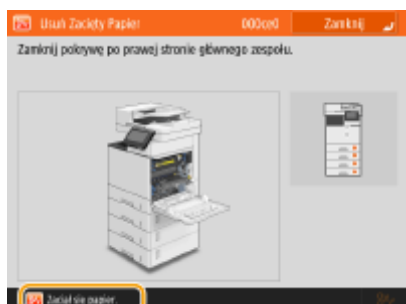 Usuń Zacięty Papier
000ce0
Zamknij
Zamknij pokrywę po prawej stronie głównego zespołu.
Zaciął się papier.